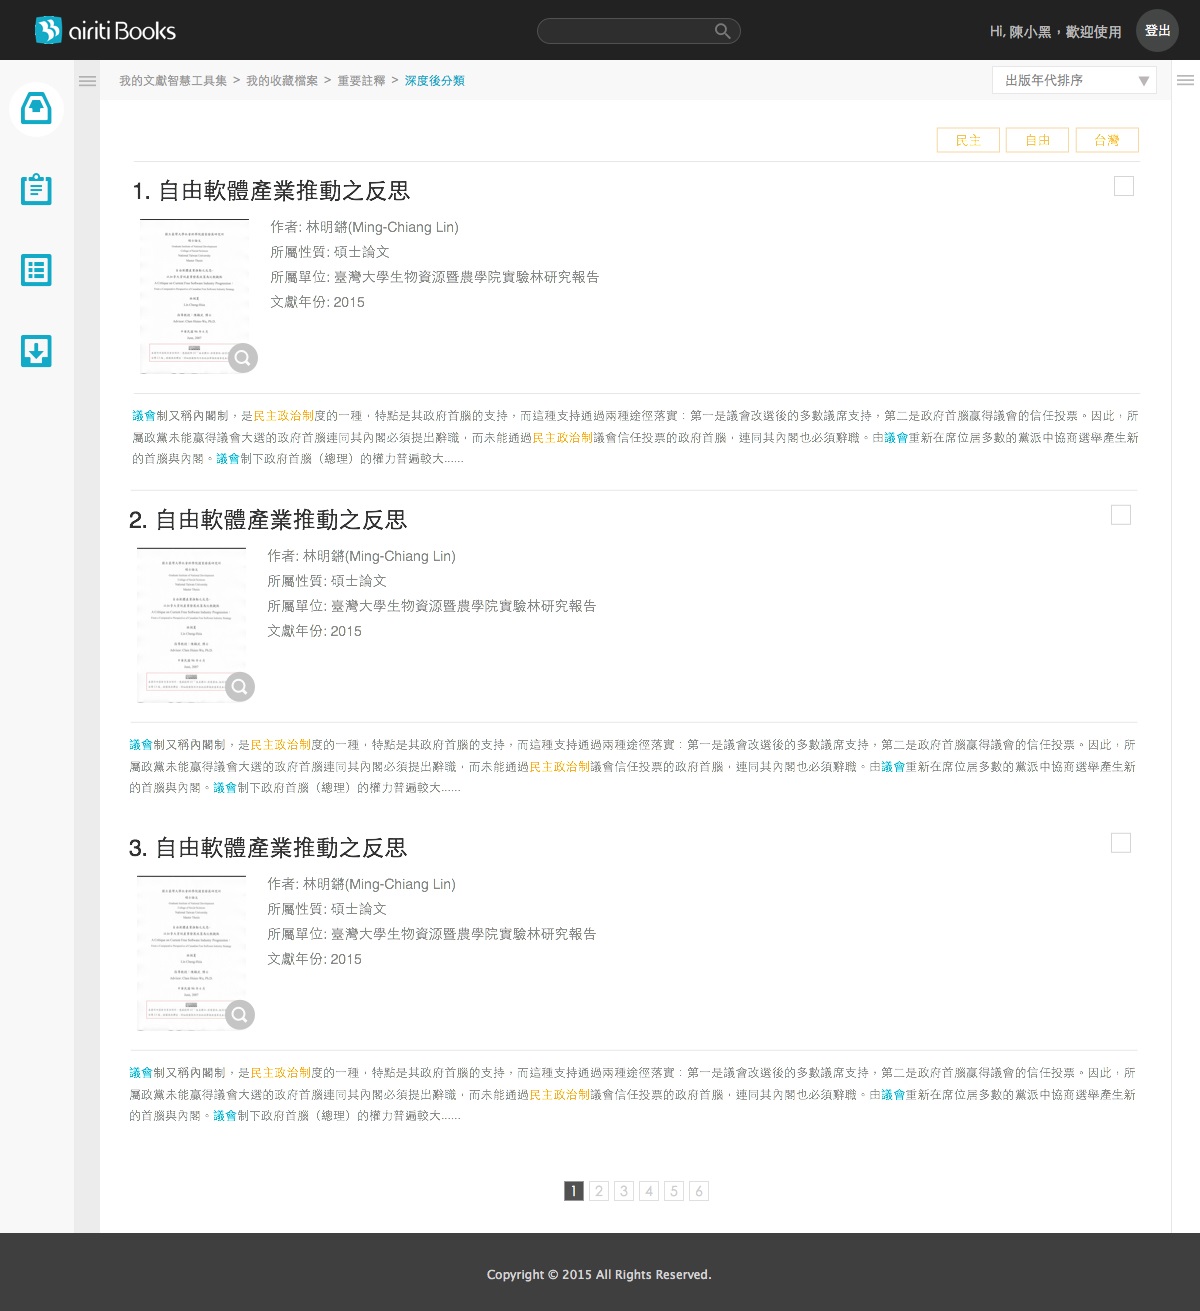 airiti Books
Hi, 陳小黑，歡迎使用
登出
我的文獻智慧工具集 > 我的收藏檔案 > 重要註釋 > 深度後分類
出版年代排序
民主
自由
台灣
1. 自由軟體產業推動之反思
作者: 林明鏘(Ming-Chiang Lin)
所屬性質: 碩士論文
所屬單位: 臺灣大學生物資源暨農學院實驗林研究報告
文獻年份: 2015
議會制又稱內閣制，是民主政治制度的一種，特點是其政府首腦的支持，而這種支持通過兩種途徑落實：第一是議會改選後的多數議席支持，第二是政府首腦贏得議會的信任投票。因此，所
屬政黨未能贏得議會大選的政府首腦連同其內閣必須提出辭職，而未能通過民主政治制議會信任投票的政府首腦，連同其內閣也必須辭職。由議會重新在席位居多數的黨派中協商選舉產生新
的首腦與內閣。議會制下政府首腦（總理）的權力普遍較大......
2. 自由軟體產業推動之反思
作者: 林明鏘(Ming-Chiang Lin)
所屬性質: 碩士論文
所屬單位: 臺灣大學生物資源暨農學院實驗林研究報告
文獻年份: 2015
議會制又稱內閣制，是民主政治制度的一種，特點是其政府首腦的支持，而這種支持通過兩種途徑落實：第一是議會改選後的多數議席支持，第二是政府首腦贏得議會的信任投票。因此，所
屬政黨未能贏得議會大選的政府首腦連同其內閣必須提出辭職，而未能通過民主政治制議會信任投票的政府首腦，連同其內閣也必須辭職。由議會重新在席位居多數的黨派中協商選舉產生新
的首腦與內閣。議會制下政府首腦（總理）的權力普遍較大......
3. 自由軟體產業推動之反思
作者: 林明鏘(Ming-Chiang Lin)
所屬性質: 碩士論文
所屬單位: 臺灣大學生物資源暨農學院實驗林研究報告
文獻年份: 2015
議會制又稱內閣制，是民主政治制度的一種，特點是其政府首腦的支持，而這種支持通過兩種途徑落實：第一是議會改選後的多數議席支持，第二是政府首腦贏得議會的信任投票。因此，所
屬政黨未能贏得議會大選的政府首腦連同其內閣必須提出辭職，而未能通過民主政治制議會信任投票的政府首腦，連同其內閣也必須辭職。由議會重新在席位居多數的黨派中協商選舉產生新
的首腦與內閣。議會制下政府首腦（總理）的權力普遍較大......
1 2 3 4 5 6
Copyright © 2015 All Rights Reserved.